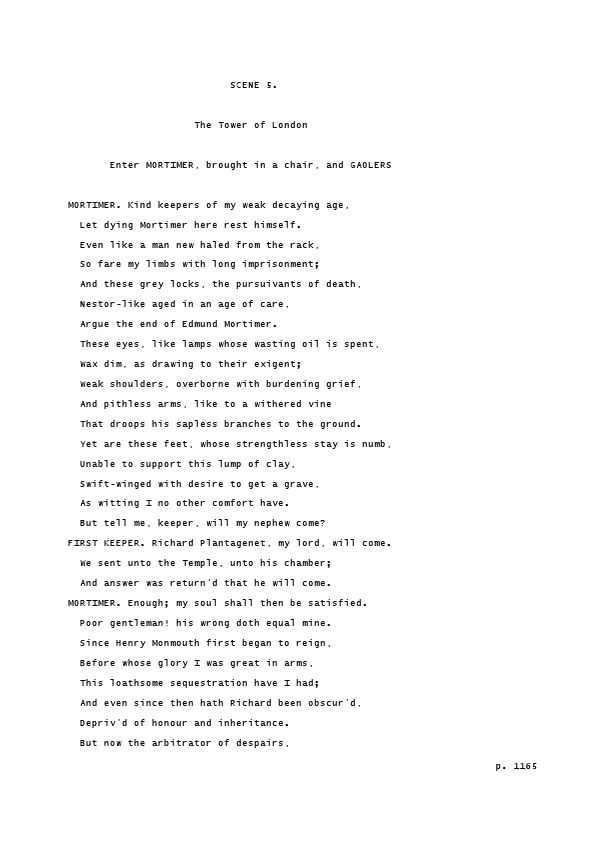 SCENE 5.
The Tower of London
Enter MORTIMER, brought in a chair, and GAOLERS
MORTIMER. Kind keepers of my weak decaying age,
Let dying Mortimer here rest himself.
Even like a man new haled from the rack,
So fare my limbs with long imprisonment;
And these grey locks, the pursuivants of death,
Nestor-like aged in an age of care,
Argue the end of Edmund Mortimer.
These eyes, like lamps whose wasting oil is spent,
Wax dim, as drawing to their exigent;
Weak shoulders, overborne with burdening grief,
And pithless arms, like to a withered vine
That droops his sapless branches to the ground.
Yet are these feet, whose strengthless stay is numb,
Unable to support this lump of clay,
Swift-winged with desire to get a grave,
As witting I no other comfort have.
But tell me, keeper, will my nephew come?
FIRST KEEPER. Richard Plantagenet, my lord, will come.
We sent unto the Temple, unto his chamber;
And answer was return'd that he will come.
MORTIMER. Enough; my soul shall then be satisfied.
Poor gentleman! his wrong doth equal mine.
Since Henry Monmouth first began to reign,
Before whose glory I was great in arms,
This loathsome sequestration have I had;
And even since then hath Richard been obscur'd,
Depriv'd of honour and inheritance.
But now the arbitrator of despairs,
p. 1165